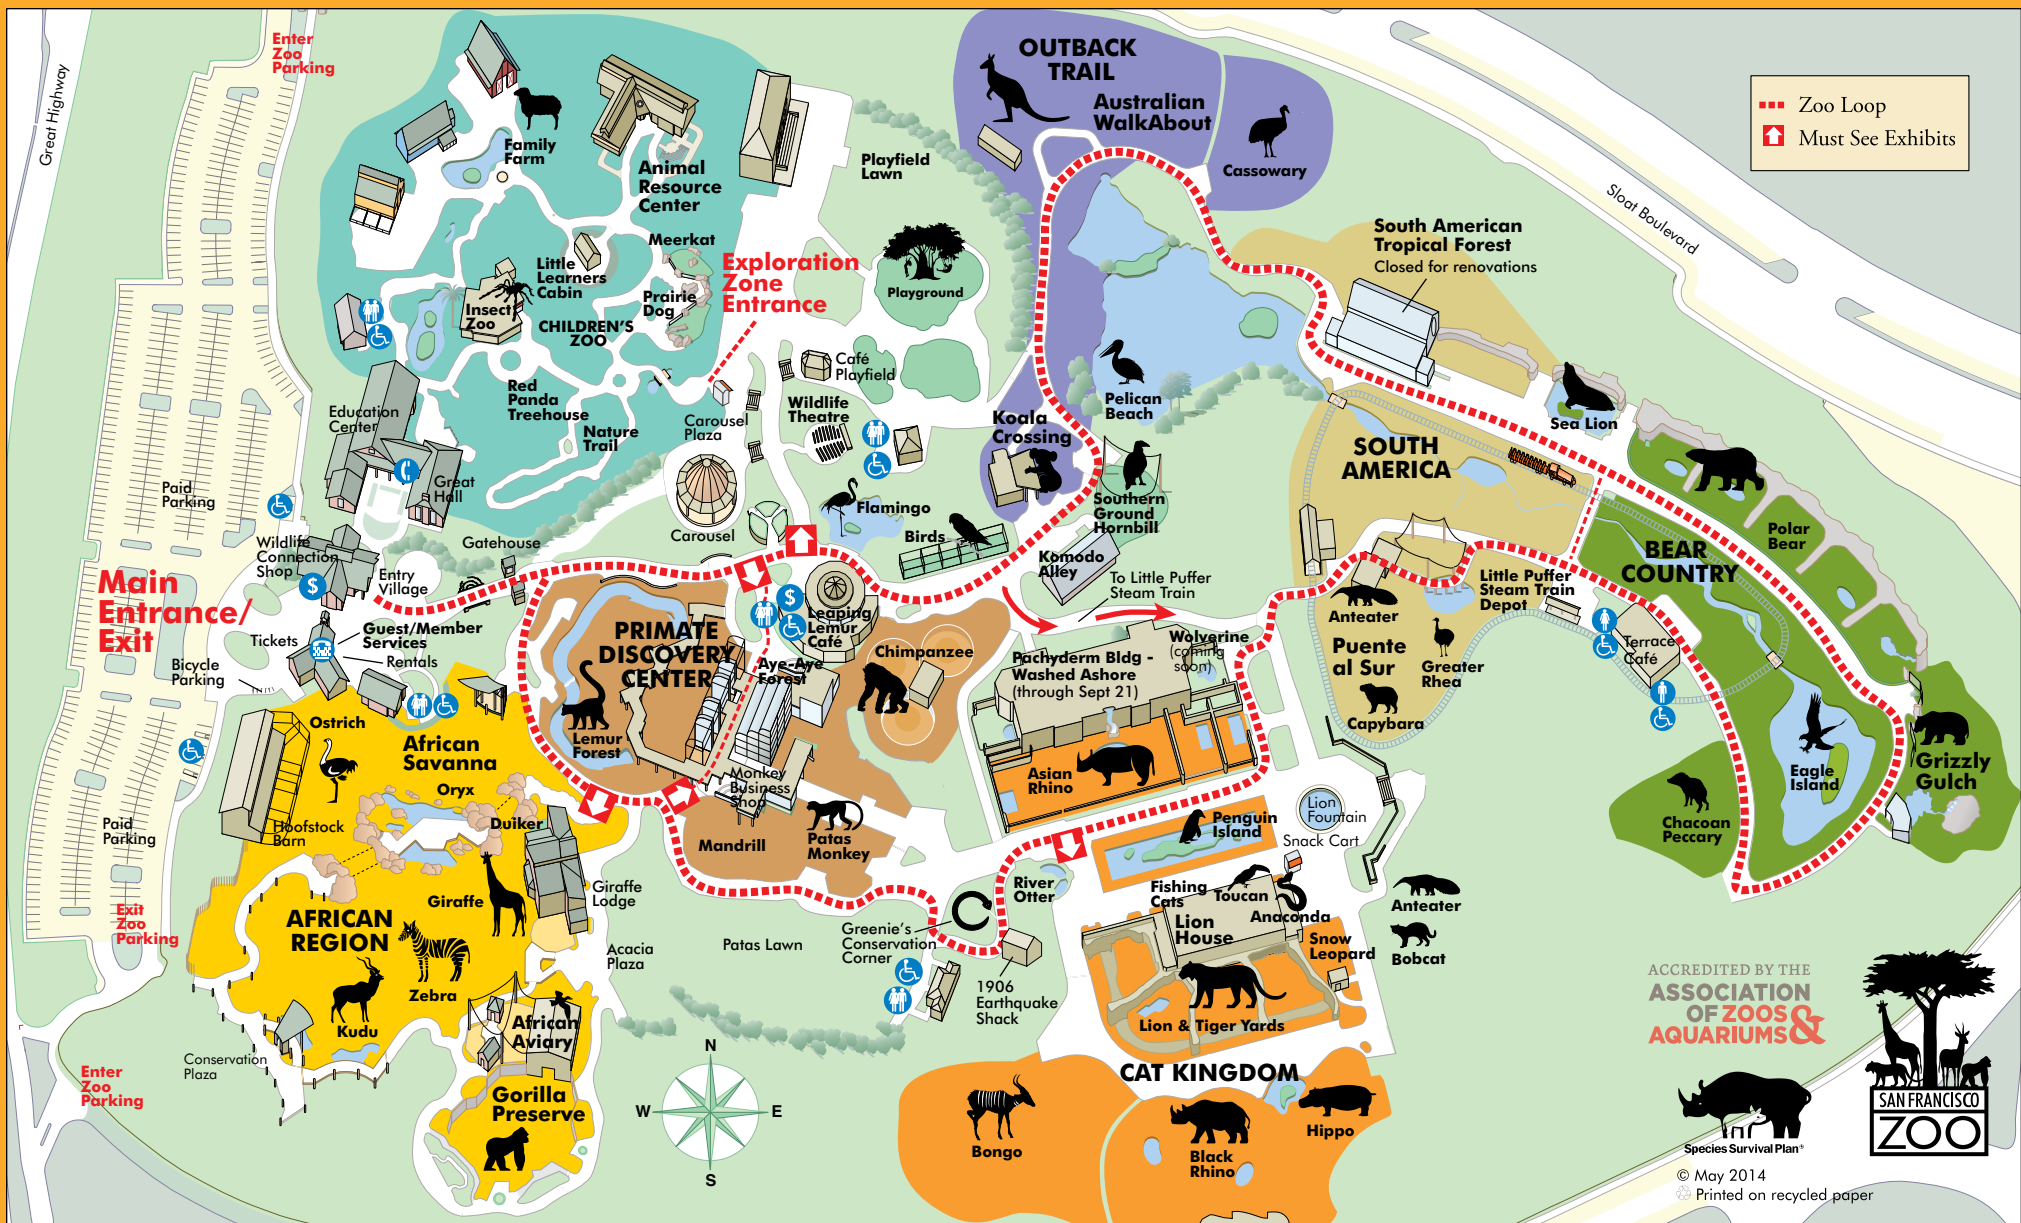 Enter
Zoo
Parking
Great Highway
OUTBACK
TRAIL
Australian
WalkAbout
Cassowary
Zoo Loop
Must See Exhibits
Sloat Boulevard
Family
Farm
Animal
Resource
Center
Playfield
Lawn
Meerkat
Exploration
Zone
Entrance
Little
Learners
Cabin
Prairie
Dog
Insect
Zoo
CHILDREN'S
ZOO
Playground
South American
Tropical Forest
Closed for renovations
Café
Playfield
Red
Panda
Treehouse
Nature
Trail
Education
Center
Great
Hall
Carousel
Plaza
Wildlife
Theatre
Koala
Crossing
Pelican
Beach
Sea Lion
SOUTH
AMERICA
Polar
Bear
Paid
Parking
Flamingo
Birds
Southern
Ground
Hornbill
Carousel
Gatehouse
Wildlife
Connection
Shop
$
Entry
Village
Komodo
Alley
To Little Puffer
Steam Train
BEAR
COUNTRY
Little Puffer
Steam Train
Depot
Main
Entrance/
Exit
Tickets
Guest/Member
Services
Rentals
Bicycle
Parking
PRIMATE
DISCOVERY
CENTER
$
Leaping
Lemur
Café
Aye-Aye
Forest
Chimpanzee
Lemur
Forest
Pachyderm Bldg -
Washed Ashore
(through Sept 21)
Wolverine
(coming
soon)
Anteater
Puente
al Sur
Greater
Rhea
Capybara
Terrace
Café
Ostrich
African
Savanna
Oryx
Duiker
Hoofstock
Barn
Monkey
Business
Shop
Mandrill
Patas
Monkey
Asian
Rhino
Penguin
Island
Lion
Fountain
Snack Cart
Eagle
Island
Grizzly
Gulch
Chacoan
Peccary
Paid
Parking
Exit
Zoo
Parking
Giraffe
Giraffe
Lodge
AFRICAN
REGION
Zebra
Kudu
Acacia
Plaza
Patas Lawn
Greenie's
Conservation
Corner
River
Otter
1906
Earthquake
Shack
Fishing
Cats
Toucan
Anaconda
Lion
House
Snow
Leopard
Anteater
Bobcat
Lion & Tiger Yards
CAT KINGDOM
African
Aviary
Gorilla
Preserve
Conservation
Plaza
Enter
Zoo
Parking
N
W
E
S
Bongo
Black
Rhino
Hippo
ACCREDITED BY THE
ASSOCIATION
OF ZOOS
AQUARIUMS &
Species Survival Plan®
SAN FRANCISCO
ZOO
© May 2014
Printed on recycled paper